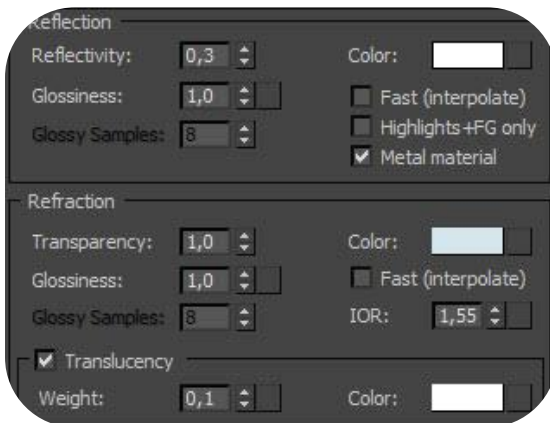 Reflection
Reflectivity: 0,3 Color:
Glossiness: 1,0 Fast (interpolate)
Glossy Samples: 8 Highlights+FG only
Metal material
Refraction
Transparency: 1,0 Color:
Glossiness: 1,0 Fast (interpolate)
Glossy Samples: 8 IOR: 1,55
Translucency
Weight: 0,1 Color: